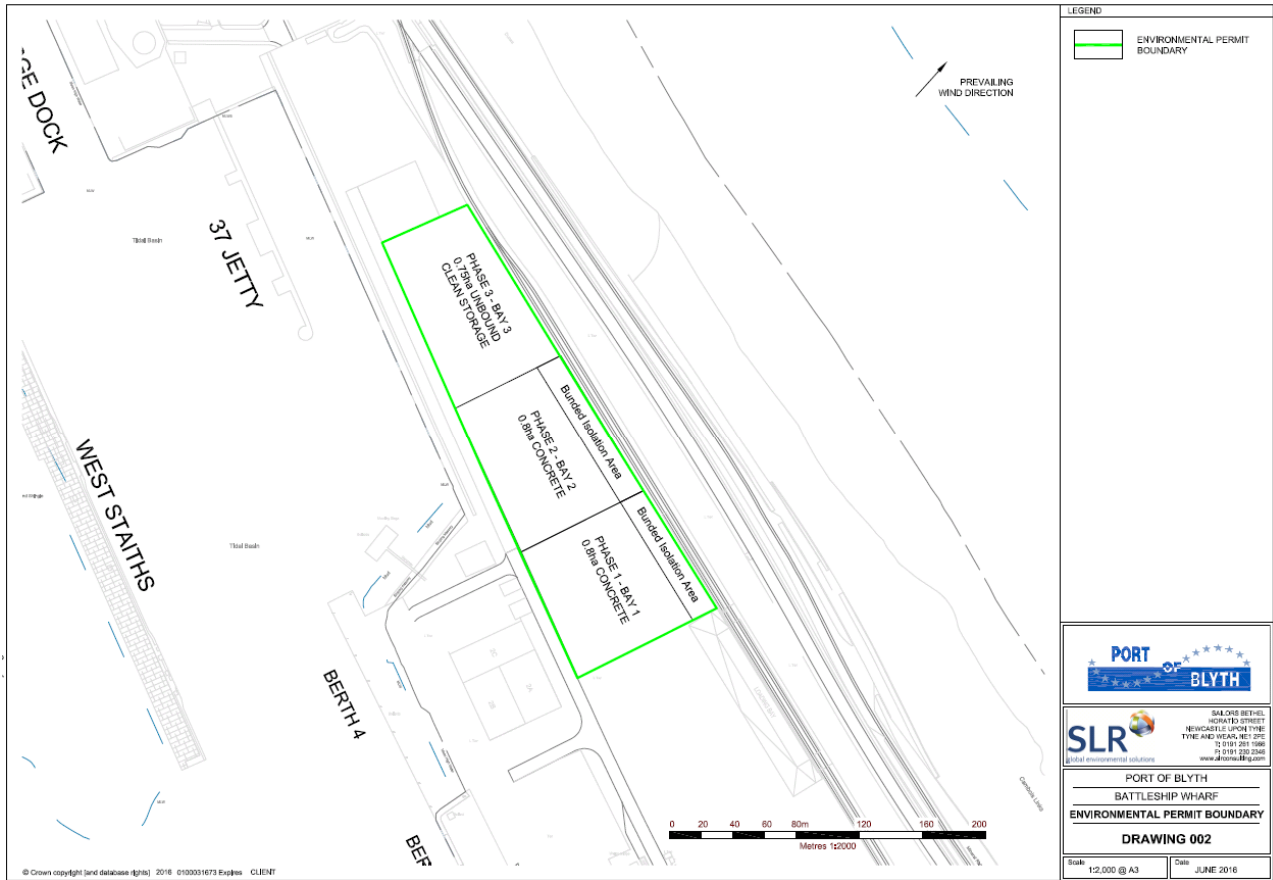 LEGEND
ENVIRONMENTAL PERMIT
BOUNDARY
PREVAILING
WIND DIRECTION
GE DOCK
37 JETTY
Tidal Basin
PHASE 3 - BAY 3
0.75ha UNBOUND
CLEAN STORAGE
Bunded Isolation Area
PHASE 2 - BAY 2
0.8ha CONCRETE
Bunded Isolation Area
PHASE 1 - BAY 1
0.8ha CONCRETE
WEST STAITHS
Tidal Basin
BERTH 4
BER
0 20 40 60 80m 120 160 200
Metres 1:2000
PORT OF BLYTH
SLR
global environmental solutions
SAILORS BETHEL
HORATIO STREET
NEWCASTLE UPON TYNE
TYNE AND WEAR, NE1 2PE
T: 0191 261 1966
F: 0191 230 2346
www.slrconsulting.com
PORT OF BLYTH
BATTLESHIP WHARF
ENVIRONMENTAL PERMIT BOUNDARY
DRAWING 002
Scale
1:2,000 @ A3
Date
JUNE 2016
© Crown copyright [and database rights] 2016 0100031673 Expires CLIENT